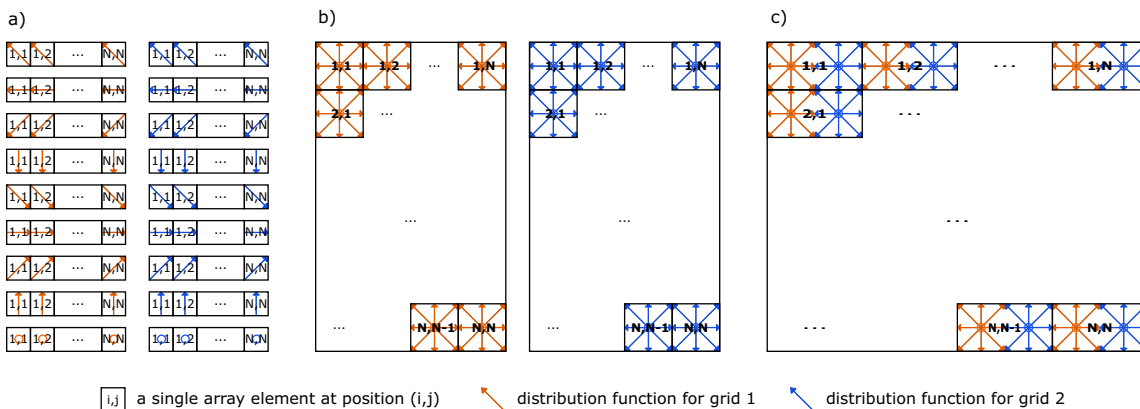 a)
1,1 1,2 ... N,N 1,1 1,2 ... N,N
1,1 1,2 ... N,N 1,1 1,2 ... N,N
1,1 1,2 ... N,N 1,1 1,2 ... N,N
1,1 1,2 ... N,N 1,1 1,2 ... N,N
1,1 1,2 ... N,N 1,1 1,2 ... N,N
1,1 1,2 ... N,N 1,1 1,2 ... N,N
1,1 1,2 ... N,N 1,1 1,2 ... N,N
1,1 1,2 ... N,N 1,1 1,2 ... N,N
1,1 1,2 ... N,N 1,1 1,2 ... N,N
b)
1,1 1,2 ... 1,N 1,1 1,2 ... 1,N
2,1 ... 2,1 ...
... ...
... N,N-1 N,N ... N,N-1 N,N
c)
1,1 1,2 - - - 1,N
2,1 - - -
- - -
- - - N,N-1 N,N
i,j a single array element at position (i,j) distribution function for grid 1 distribution function for grid 2